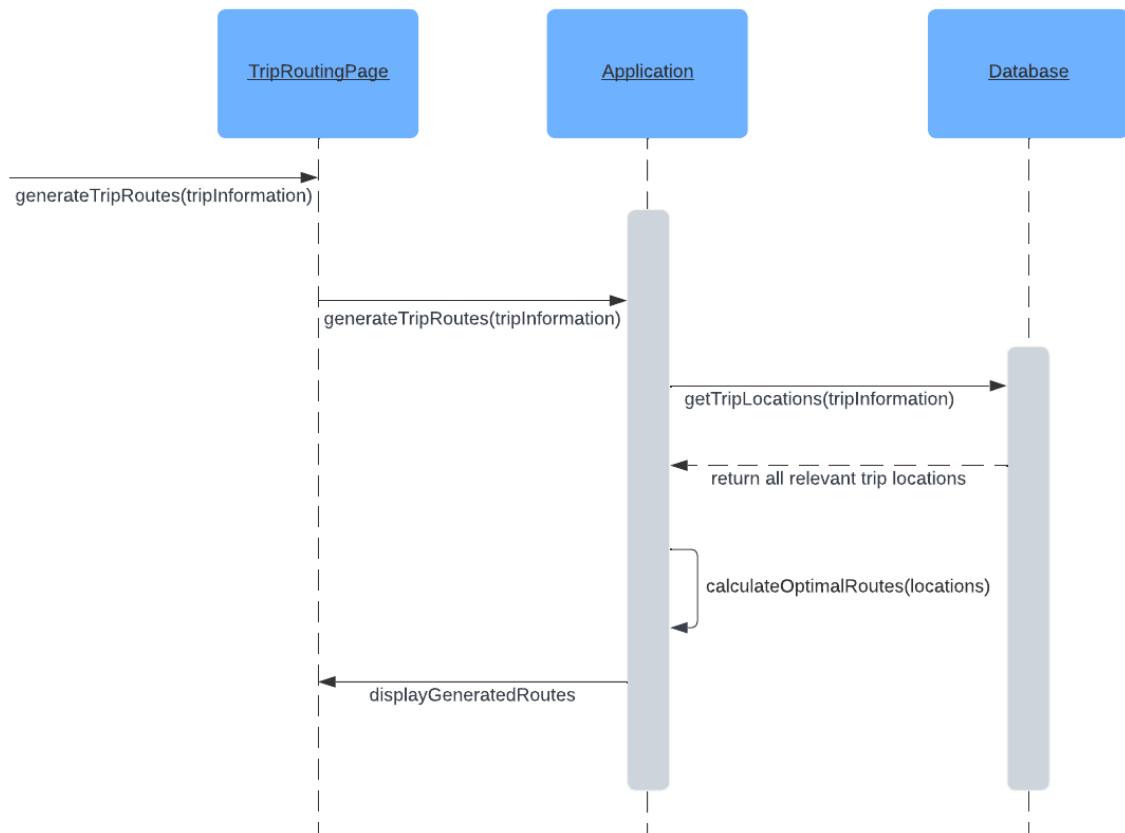 TripRoutingPage
Application
Database
generateTripRoutes(tripInformation)
generateTripRoutes(tripInformation)
getTripLocations(tripInformation)
return all relevant trip locations
calculateOptimalRoutes(locations)
displayGeneratedRoutes